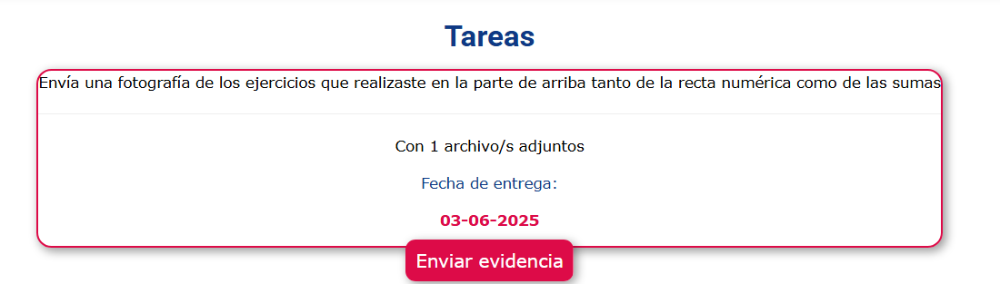 Tareas
Envía una fotografía de los ejercicios que realizaste en la parte de arriba tanto de la recta numérica como de las sumas
Con 1 archivo/s adjuntos
Fecha de entrega:
03-06-2025
Enviar evidencia